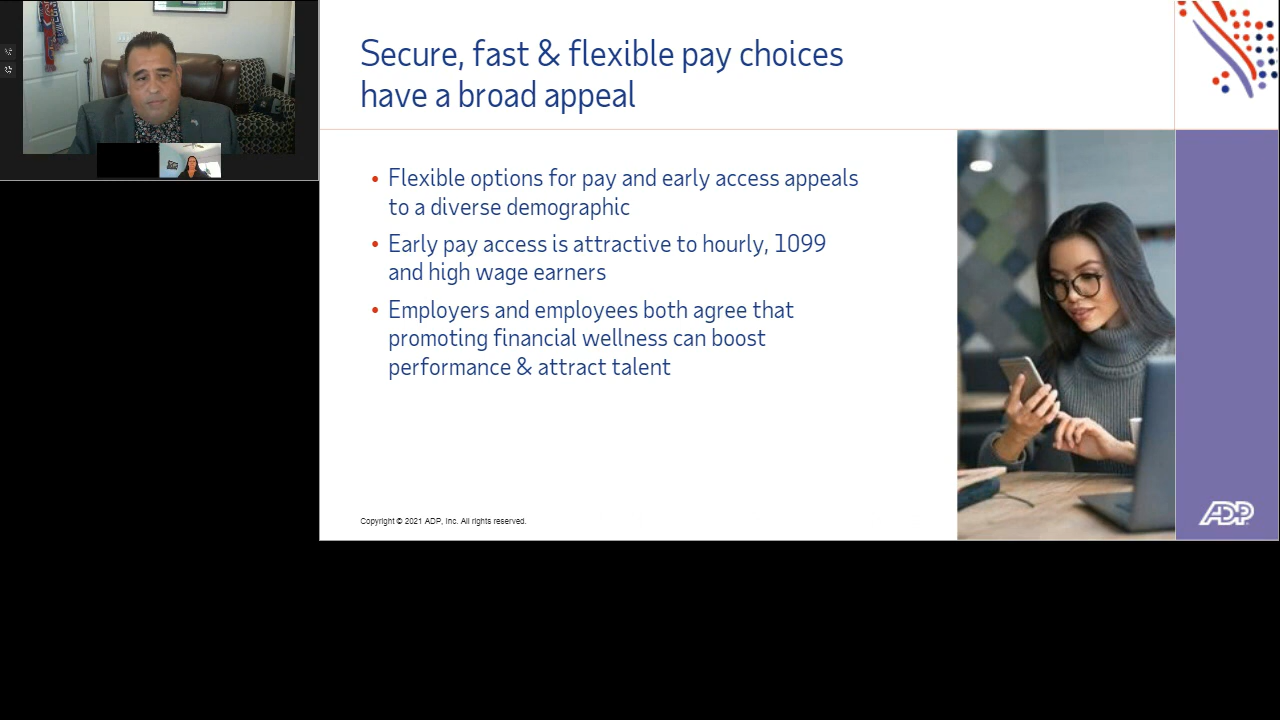 Secure, fast & flexible pay choices
have a broad appeal
• Flexible options for pay and early access appeals
to a diverse demographic
• Early pay access is attractive to hourly, 1099
and high wage earners
• Employers and employees both agree that
promoting financial wellness can boost
performance & attract talent
Copyright © 2021 ADP, Inc. All rights reserved.
ADP